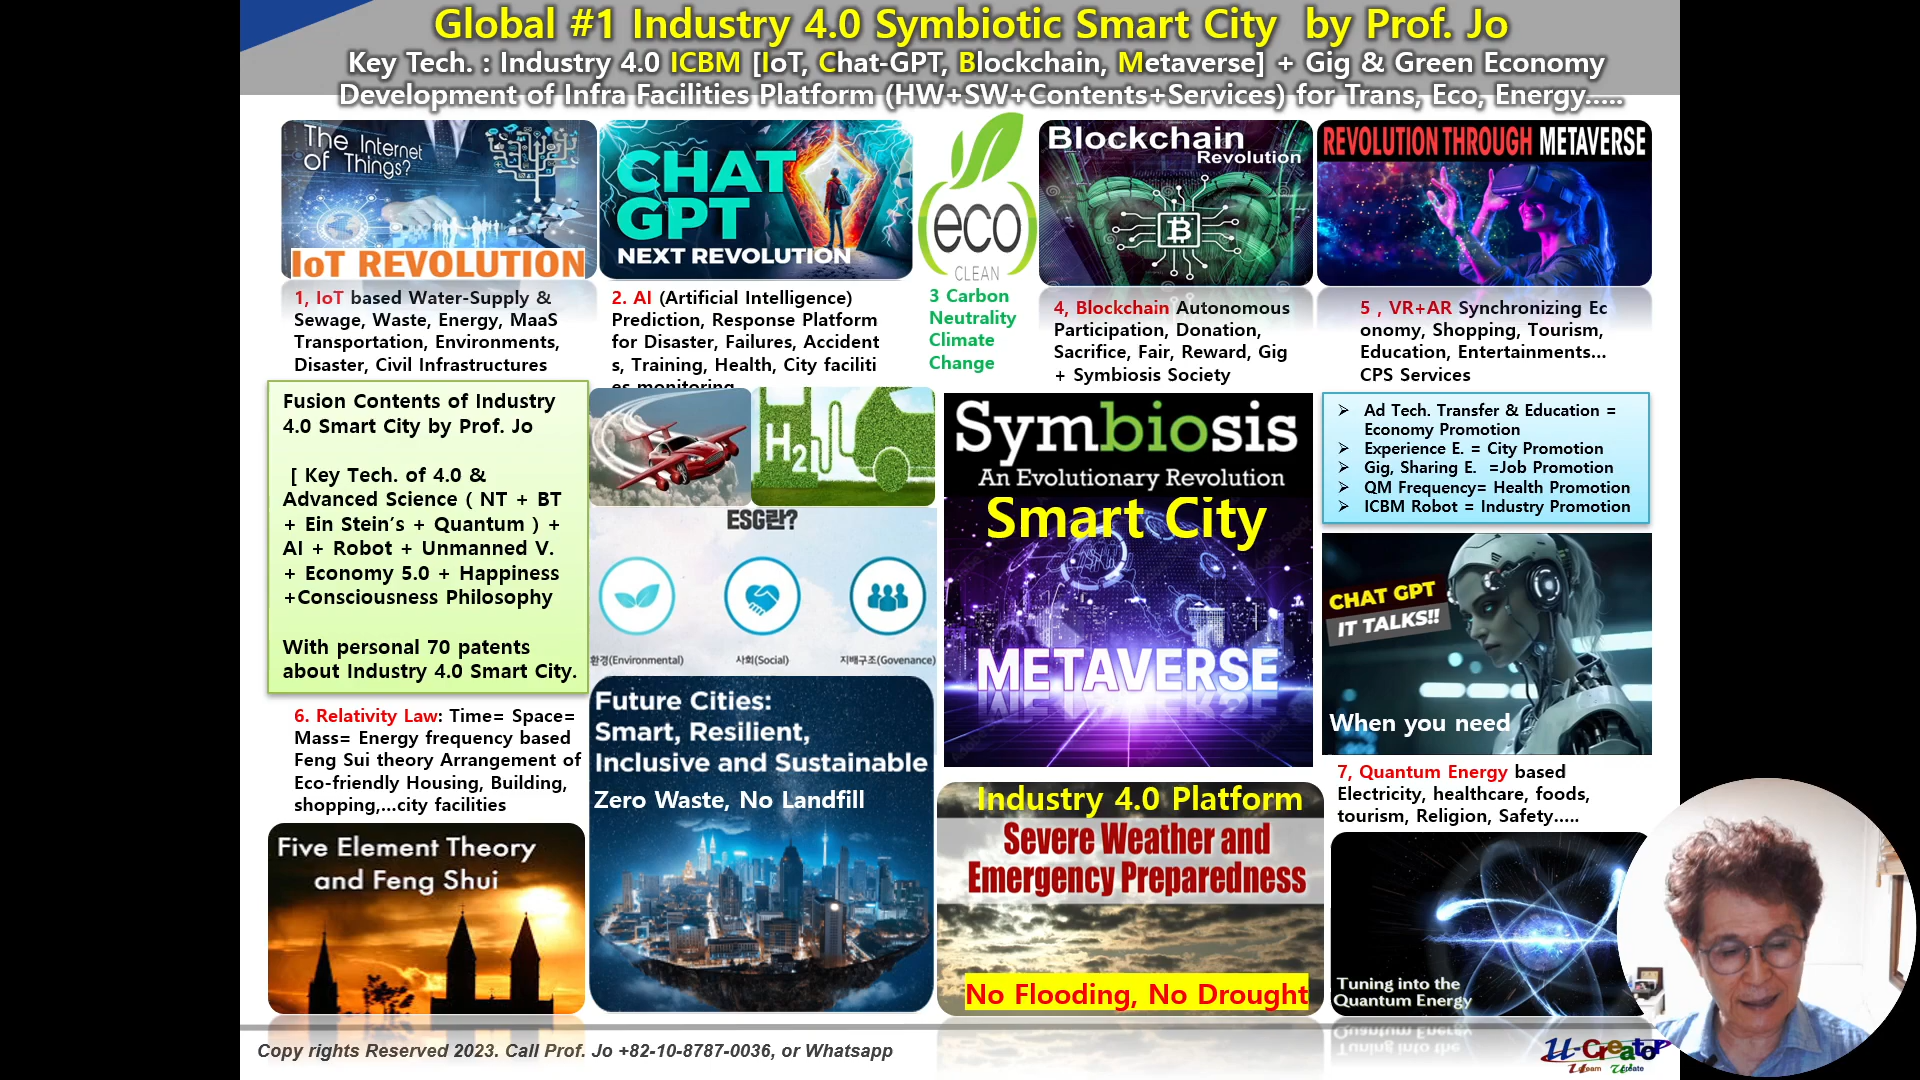 Global #1 Industry 4.0 Symbiotic Smart City by Prof. Jo
Key Tech. : Industry 4.0 ICBM [IoT, Chat-GPT, Blockchain, Metaverse] + Gig & Green Economy
Development of Infra Facilities Platform (HW+SW+Contents+Services) for Trans, Eco, Energy.....
The Internet
of Things?
IoT REVOLUTION
CHAT
GPT
NEXT REVOLUTION
eco
CLEAN
Blockchain
Revolution
REVOLUTION THROUGH METAVERSE
1, IoT based Water-Supply &
Sewage, Waste, Energy, MaaS
Transportation, Environments,
Disaster, Civil Infrastructures
2. AI (Artificial Intelligence)
Prediction, Response Platform
for Disaster, Failures, Accident
s, Training, Health, City faciliti
es monitoring
3 Carbon
Neutrality
Climate
Change
4, Blockchain Autonomous
Participation, Donation,
Sacrifice, Fair, Reward, Gig
+ Symbiosis Society
5 , VR+AR Synchronizing Ec
onomy, Shopping, Tourism,
Education, Entertainments...
CPS Services
Fusion Contents of Industry
4.0 Smart City by Prof. Jo
[ Key Tech. of 4.0 &
Advanced Science ( NT + BT
+ Ein Stein's + Quantum ) +
AI + Robot + Unmanned V.
+ Economy 5.0 + Happiness
+Consciousness Philosophy
With personal 70 patents
about Industry 4.0 Smart City.
H2
ESG란?
환경(Environmental)
사회(Social)
지배구조(Govenance)
Symbiosis
An Evolutionary Revolution
Smart City
METAVERSE
➢ Ad Tech. Transfer & Education =
Economy Promotion
➢ Experience E. = City Promotion
➢ Gig, Sharing E. =Job Promotion
➢ QM Frequency= Health Promotion
➢ ICBM Robot = Industry Promotion
CHAT GPT
IT TALKS!!
When you need
6. Relativity Law: Time= Space=
Mass= Energy frequency based
Feng Sui theory Arrangement of
Eco-friendly Housing, Building,
shopping,...city facilities
Future Cities:
Smart, Resilient,
Inclusive and Sustainable
Zero Waste, No Landfill
Industry 4.0 Platform
Severe Weather and
Emergency Preparedness
No Flooding, No Drought
7, Quantum Energy based
Electricity, healthcare, foods,
tourism, Religion, Safety.....
Five Element Theory
and Feng Shui
Tuning into the
Quantum Energy
Copy rights Reserved 2023. Call Prof. Jo +82-10-8787-0036, or Whatsapp
U-Creator